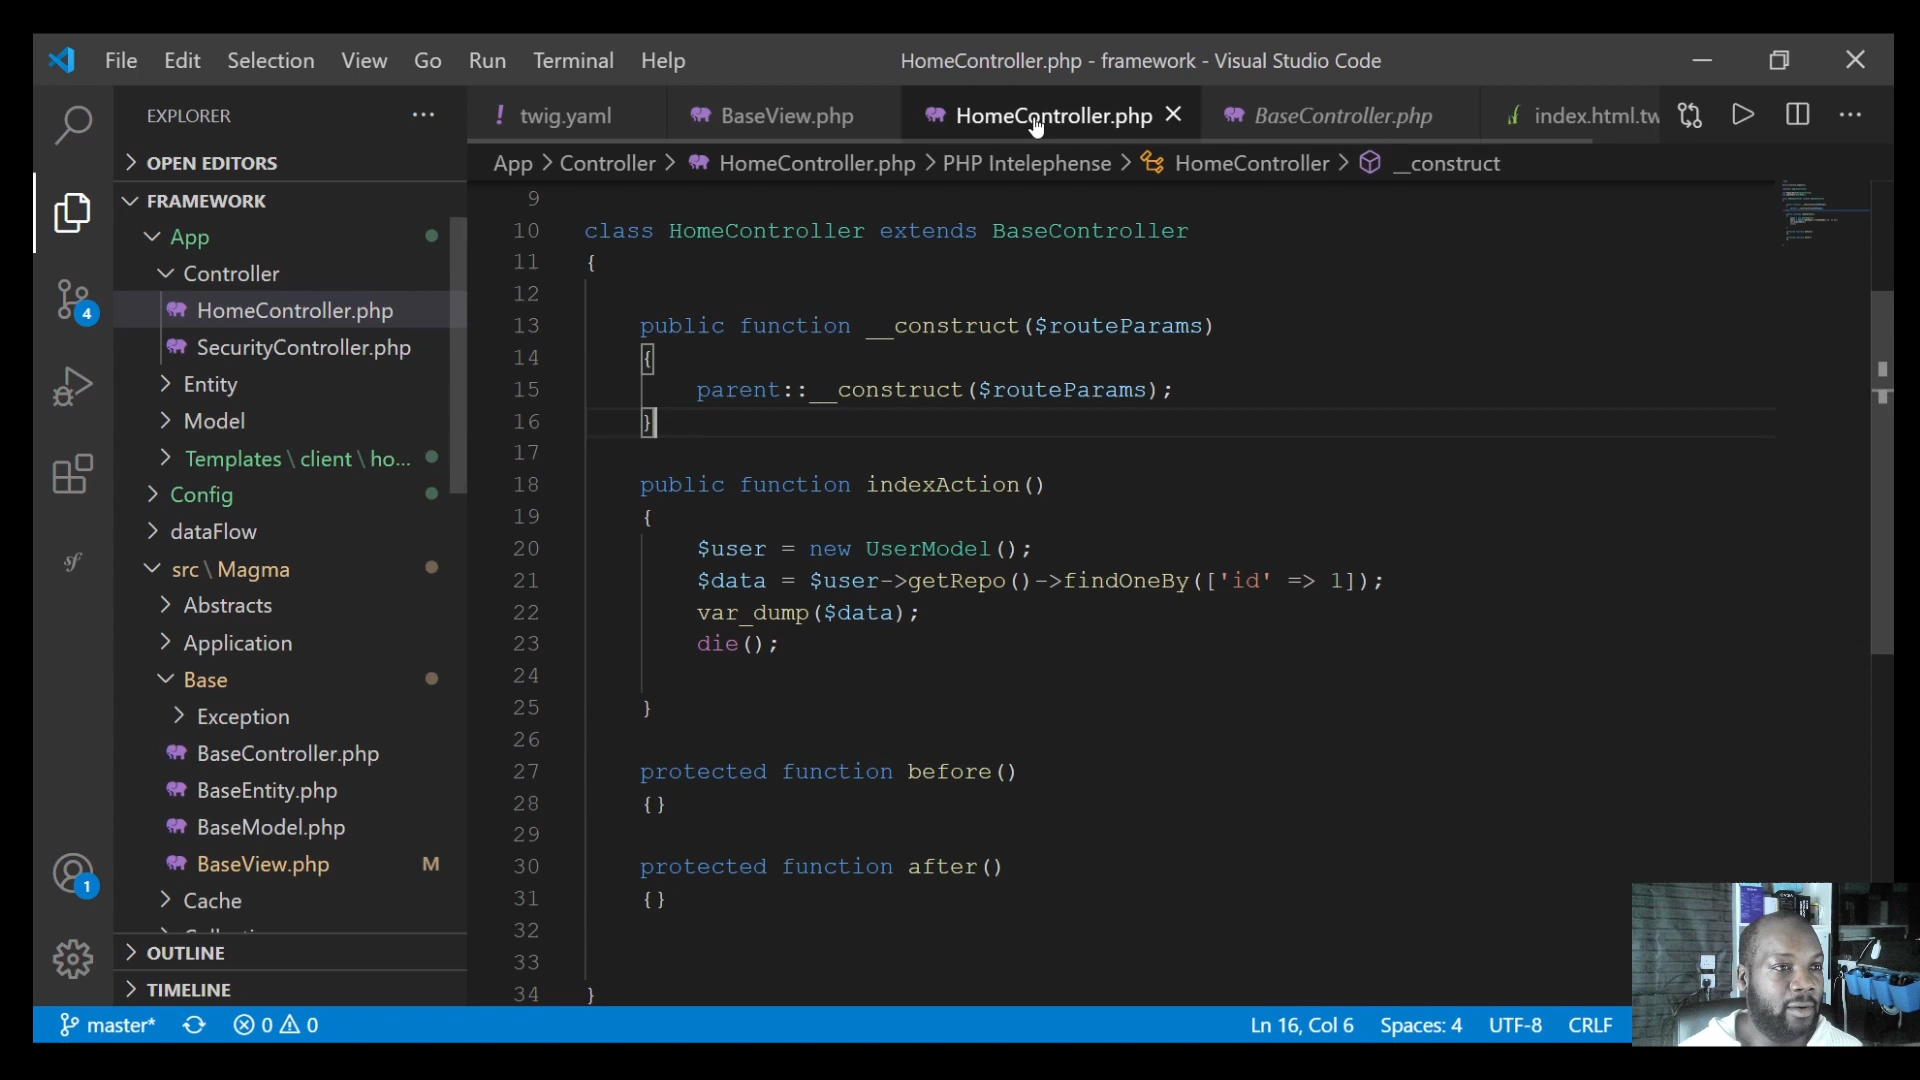 File Edit Selection View Go Run Terminal Help HomeController.php - framework - Visual Studio Code
EXPLORER ... ! twig.yaml BaseView.php HomeController.php BaseController.php index.html.tw
OPEN EDITORS
App > Controller > HomeController.php > PHP Intelephense > HomeController > __construct
FRAMEWORK
App
Controller
HomeController.php
SecurityController.php
Entity
Model
Templates \ client \ ho...
Config
dataFlow
src \ Magma
Abstracts
Application
Base
Exception
BaseController.php
BaseEntity.php
BaseModel.php
BaseView.php M
Cache
OUTLINE
TIMELINE
4
1
sf
9
10 class HomeController extends BaseController
11 {
12
13 public function __construct($routeParams)
14 {
15 parent::__construct($routeParams);
16 }
17
18 public function indexAction()
19 {
20 $user = new UserModel();
21 $data = $user->getRepo()->findOneBy(['id' => 1]);
22 var_dump($data);
23 die();
24
25 }
26
27 protected function before()
28 {}
29
30 protected function after()
31 {}
32
33
34 }
master* 0 0 Ln 16, Col 6 Spaces: 4 UTF-8 CRLF